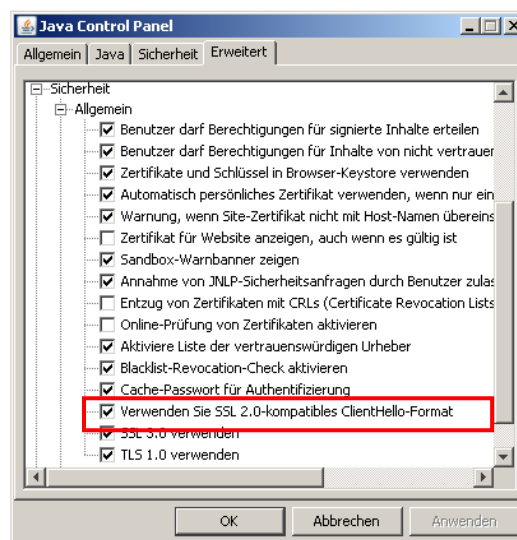 Java Control Panel
Allgemein Java Sicherheit Erweitert
Sicherheit
Allgemein
Benutzer darf Berechtigungen für signierte Inhalte erteilen
Benutzer darf Berechtigungen für Inhalte von nicht vertrauer
Zertifikate und Schlüssel in Browser-Keystore verwenden
Automatisch persönliches Zertifikat verwenden, wenn nur ein
Warnung, wenn Site-Zertifikat nicht mit Host-Namen übereins
Zertifikat für Website anzeigen, auch wenn es gültig ist
Sandbox-Warnbanner zeigen
Annahme von JNLP-Sicherheitsanfragen durch Benutzer zulas
Entzug von Zertifikaten mit CRLs (Certificate Revocation Lists
Online-Prüfung von Zertifikaten aktivieren
Aktiviere Liste der vertrauenswürdigen Urheber
Blacklist-Revocation-Check aktivieren
Cache-Passwort für Authentifizierung
Verwenden Sie SSL 2.0-kompatibles ClientHello-Format
SSL 3.0 verwenden
TLS 1.0 verwenden
OK Abbrechen Anwenden